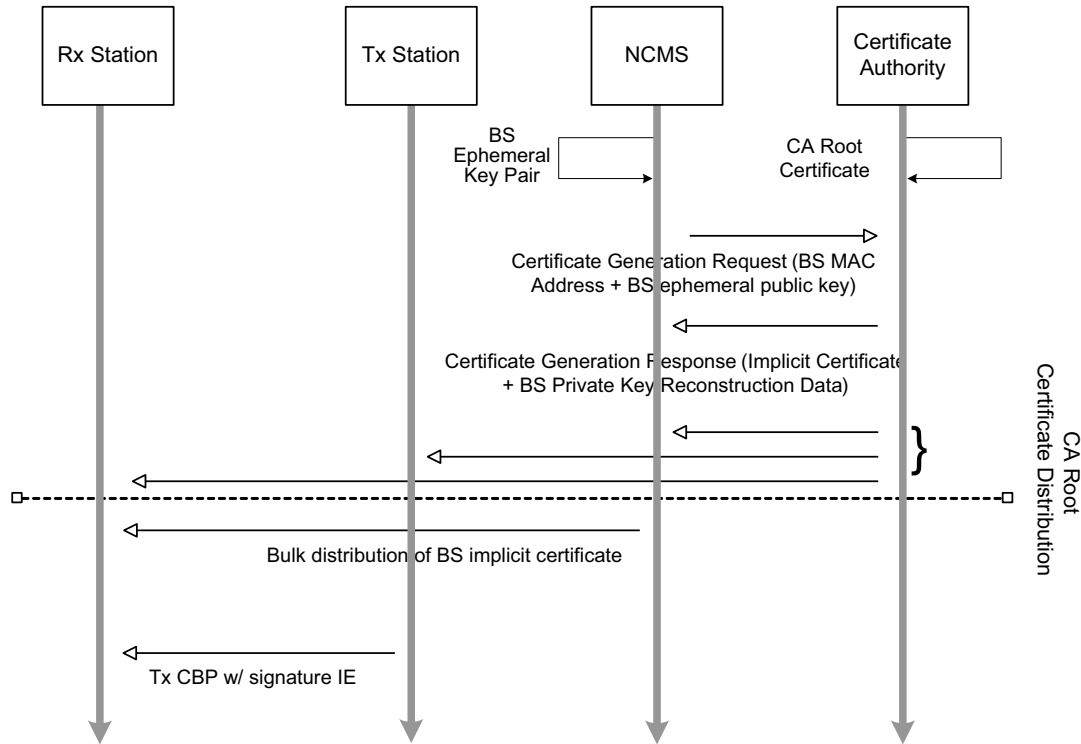 Rx Station
Tx Station
NCMS
Certificate
Authority
BS
Ephemeral
Key Pair
CA Root
Certificate
Certificate Generation Request (BS MAC
Address + BS ephemeral public key)
Certificate Generation Response (Implicit Certificate
+ BS Private Key Reconstruction Data)
}
CA Root
Certificate Distribution
Bulk distribution of BS implicit certificate
Tx CBP w/ signature IE